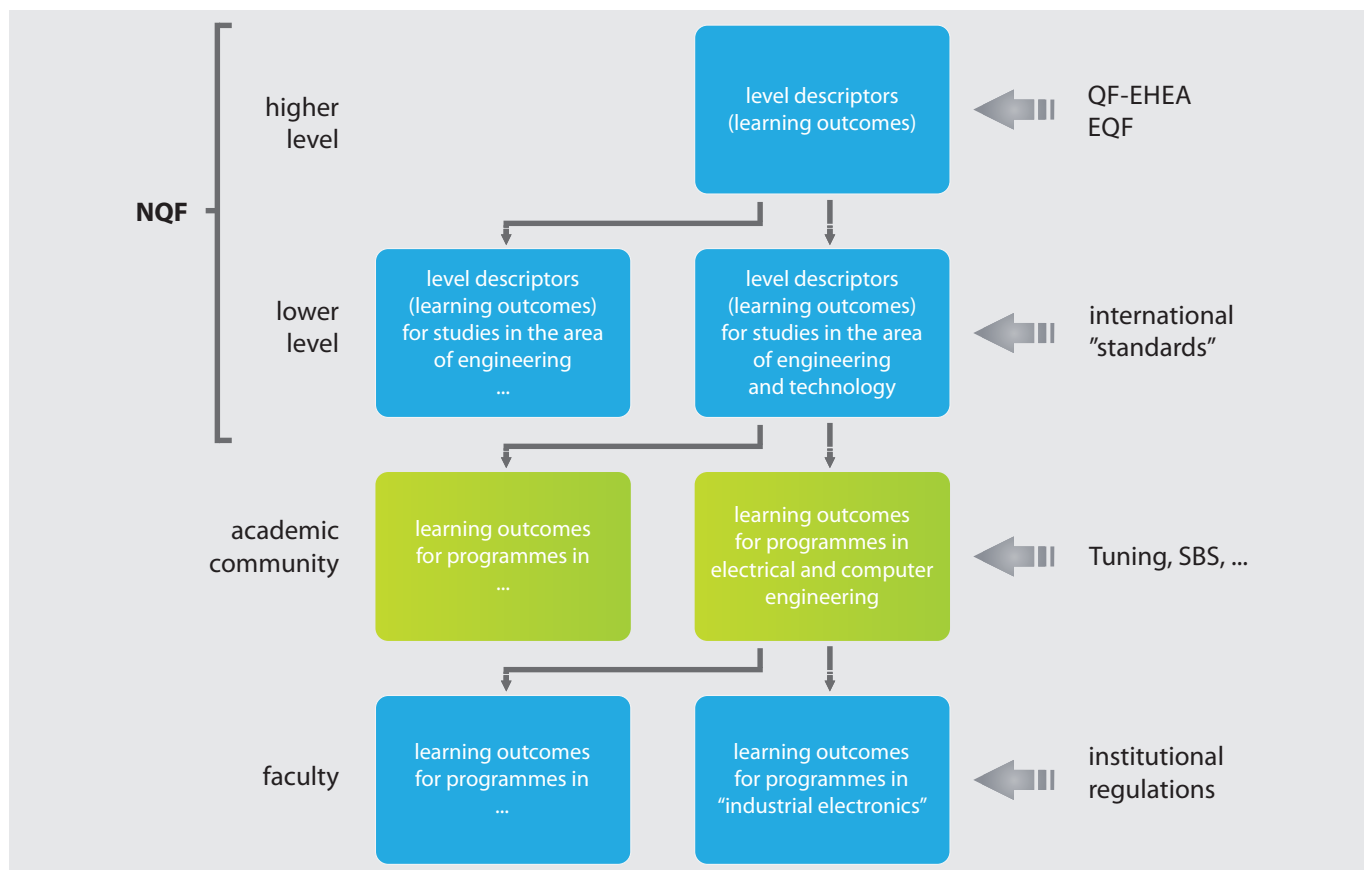 NQF
higher
level
level descriptors
(learning outcomes)
QF-EHEA
EQF
lower
level
level descriptors
(learning outcomes)
for studies in the area
of engineering
...
level descriptors
(learning outcomes)
for studies in the area
of engineering
and technology
international
"standards"
academic
community
learning outcomes
for programmes in
...
learning outcomes
for programmes in
electrical and computer
engineering
Tuning, SBS, ...
faculty
learning outcomes
for programmes in
...
learning outcomes
for programmes in
“industrial electronics”
institutional
regulations